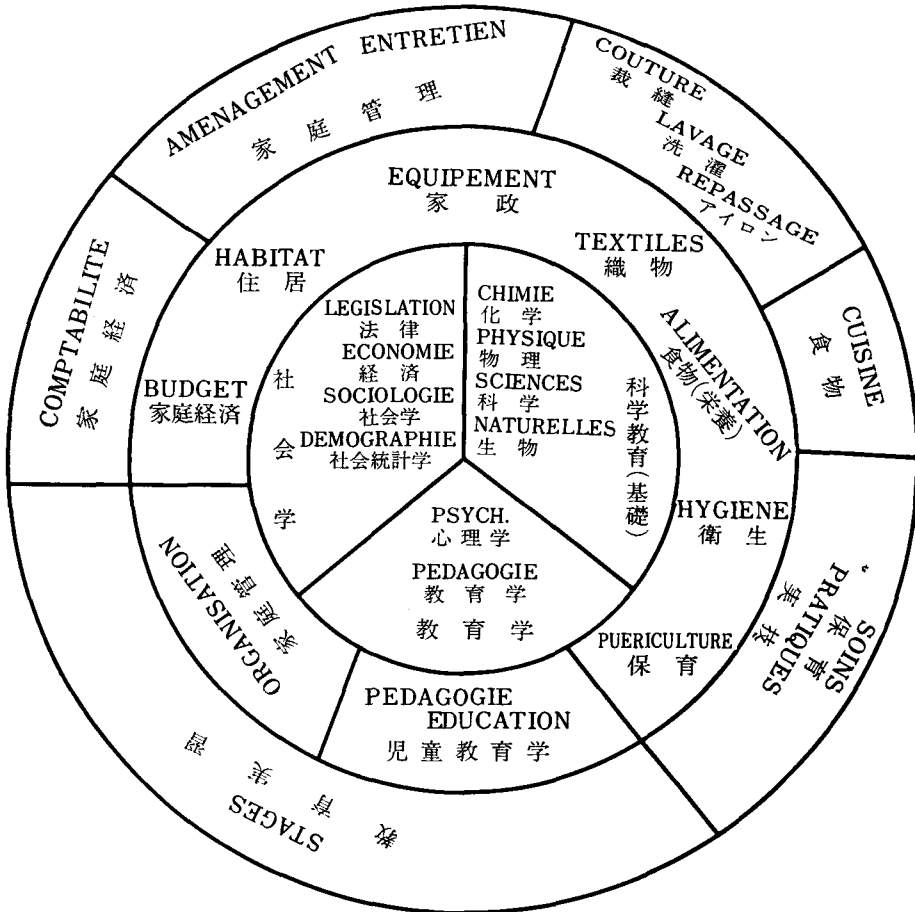 AMENAGEMENT ENTRETIEN
家庭管理
COUTURE
裁縫
LAVAGE
洗濯
REPASSAGE
アイロン
CUISINE
食物
SOINS
保育
PRATIQUES
実技
STAGES
教育実習
COMPTABILITE
家庭経済
EQUIPEMENT
家政
HABITAT
住居
BUDGET
家庭経済
TEXTILES
織物
ALIMENTATION
食物(栄養)
HYGIENE
衛生
PUERICULTURE
保育
PEDAGOGIE
EDUCATION
児童教育学
ORGANISATION
家庭管理
LEGISLATION
法律
ECONOMIE
経済
SOCIOLOGIE
社会学
DEMOGRAPHIE
社会統計学
社会学
CHIMIE
化学
PHYSIQUE
物理
SCIENCES
科学
NATURELLES
生物
科学教育(基礎)
PSYCH.
心理学
PEDAGOGIE
教育学
教育学